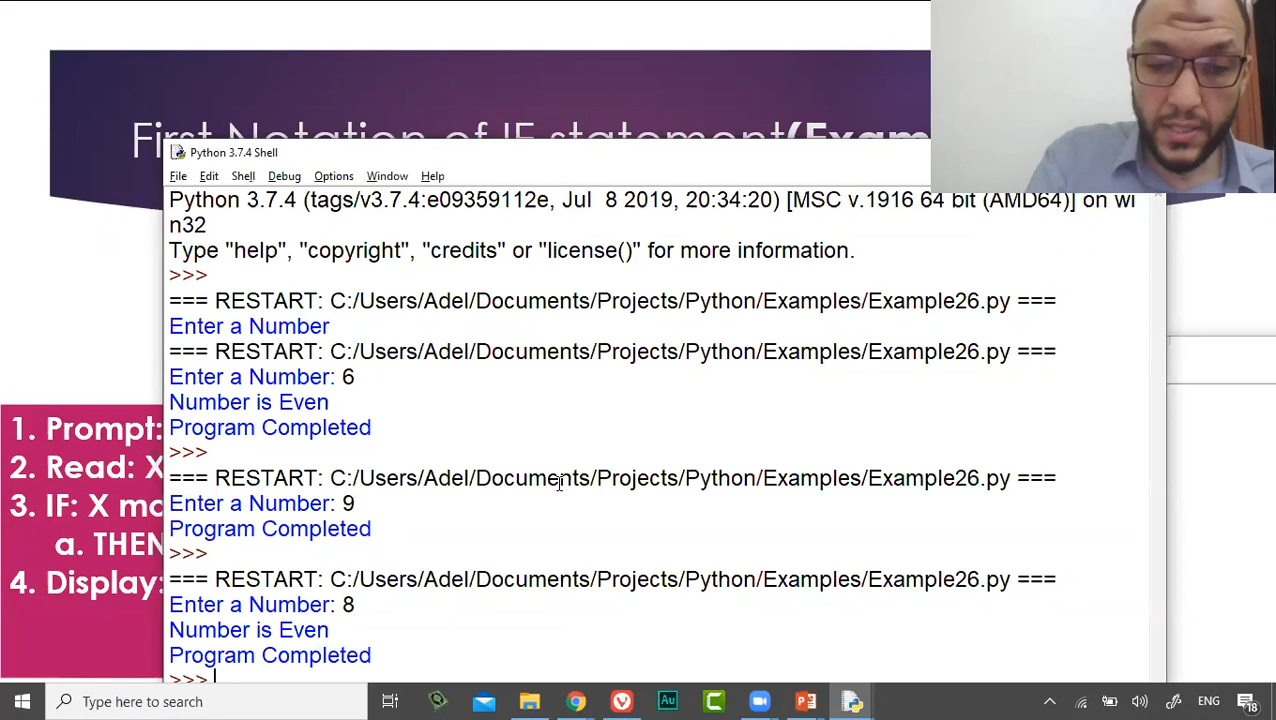 First Notation of IF statement(Exam
Python 3.7.4 Shell
File Edit Shell Debug Options Window Help
Python 3.7.4 (tags/v3.7.4:e09359112e, Jul  8 2019, 20:34:20) [MSC v.1916 64 bit (AMD64)] on wi
n32
Type "help", "copyright", "credits" or "license()" for more information.
>>>
=== RESTART: C:/Users/Adel/Documents/Projects/Python/Examples/Example26.py ===
Enter a Number
=== RESTART: C:/Users/Adel/Documents/Projects/Python/Examples/Example26.py ===
Enter a Number: 6
Number is Even
Program Completed
>>>
=== RESTART: C:/Users/Adel/Documents/Projects/Python/Examples/Example26.py ===
Enter a Number: 9
Program Completed
>>>
=== RESTART: C:/Users/Adel/Documents/Projects/Python/Examples/Example26.py ===
Enter a Number: 8
Number is Even
Program Completed
>>>
1. Prompt:
2. Read: X
3. IF: X mo
a. THEN
4. Display:
Type here to search
Au
ENG
18